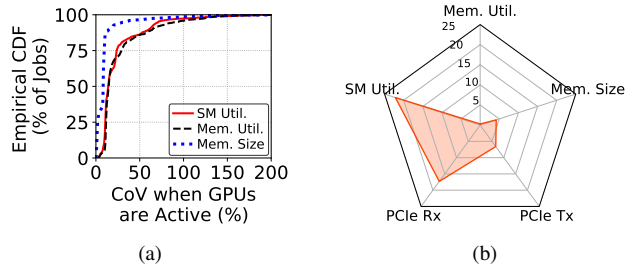 Empirical CDF
(% of Jobs)
100
75
50
25
0
0 50 100 150 200
SM Util.
Mem. Util.
Mem. Size
CoV when GPUs
are Active (%)
(a)
Mem. Util.
25
20
15
10
5
SM Util.
Mem. Size
PCIe Rx
PCIe Tx
(b)